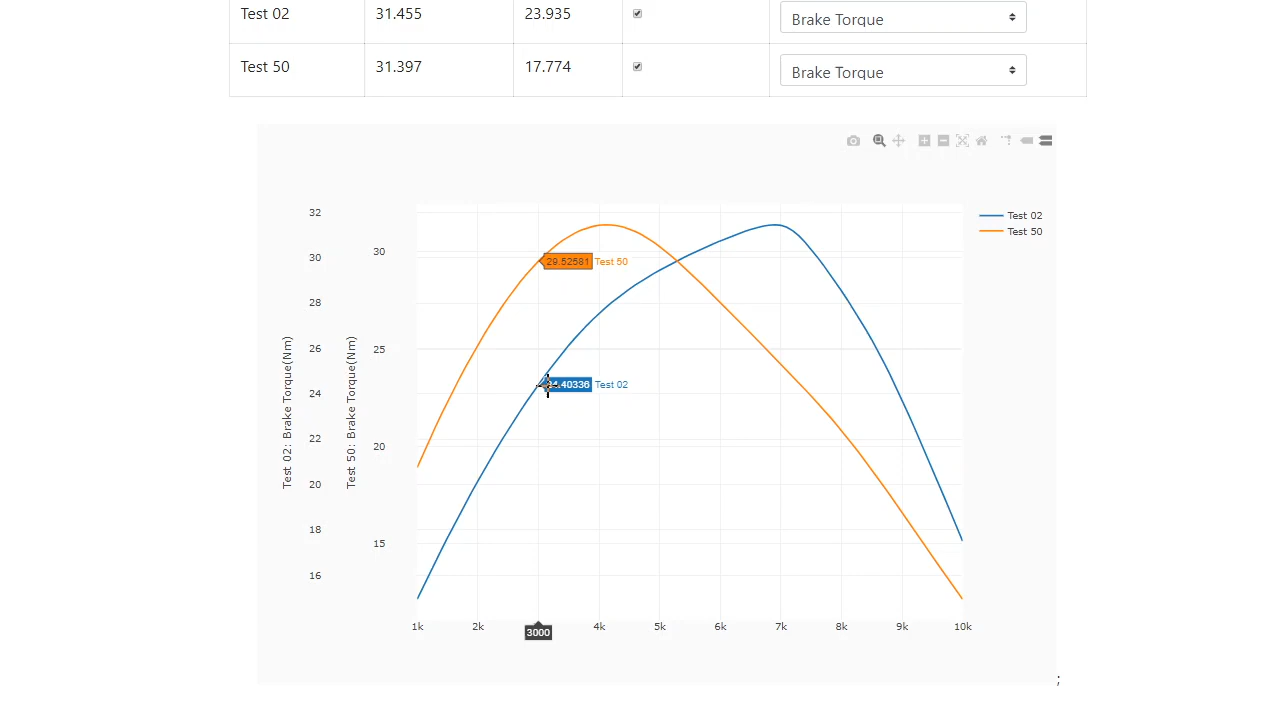 Test 02 31.455 23.935 Brake Torque
Test 50 31.397 17.774 Brake Torque
Test 02
Test 50
32
30
28
26
24
22
20
18
16
Test 02: Brake Torque(Nm)
30
25
20
15
Test 50: Brake Torque(Nm)
29.52581 Test 50
Test 02
1k 2k 3000 4k 5k 6k 7k 8k 9k 10k
;